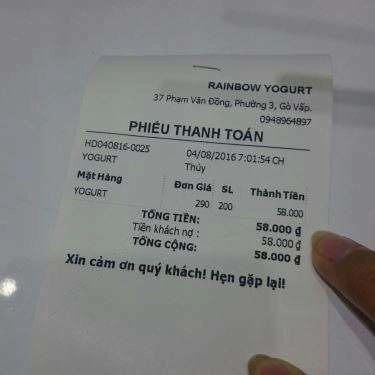 RAINBOW YOGURT
37 Phạm Văn Đồng, Phường 3, Gò Vấp.
0948964897
PHIẾU THANH TOÁN
HD040816-0025 04/08/2016 7:01:54 CH
YOGURT Thủy
Mặt Hàng Đơn Giá SL Thành Tiền
YOGURT 290 200 58.000
TỔNG TIỀN: 58.000 ₫
Tiền khách nợ : 58.000 ₫
TỔNG CỘNG: 58.000 ₫
Xin cảm ơn quý khách! Hẹn gặp lại!